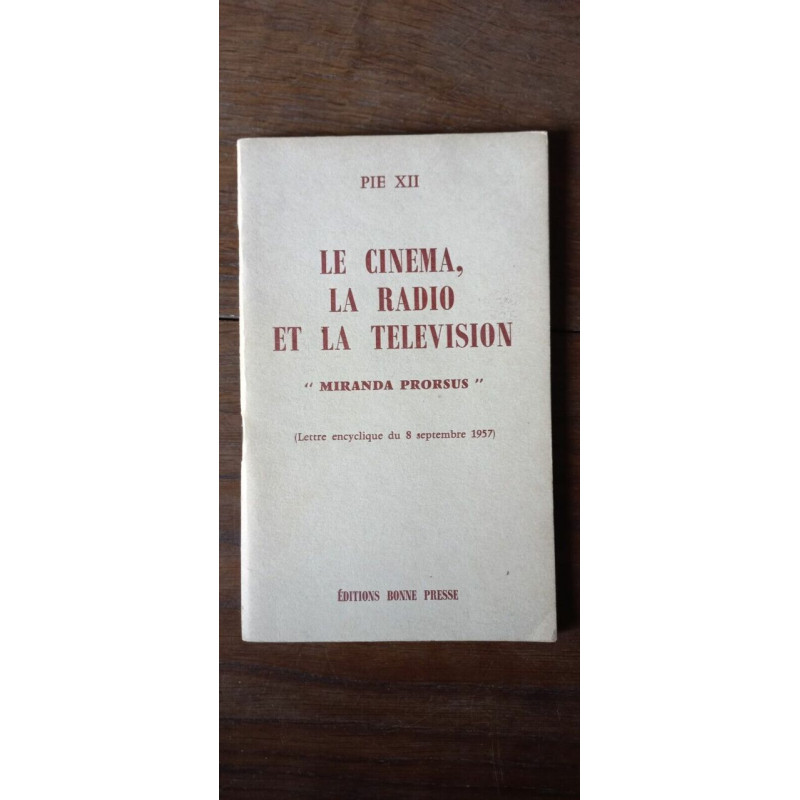 PIE XII
LE CINEMA,
LA RADIO
ET LA TELEVISION
" MIRANDA PRORSUS "
(Lettre encyclique du 8 septembre 1957)
ÉDITIONS BONNE PRESSE